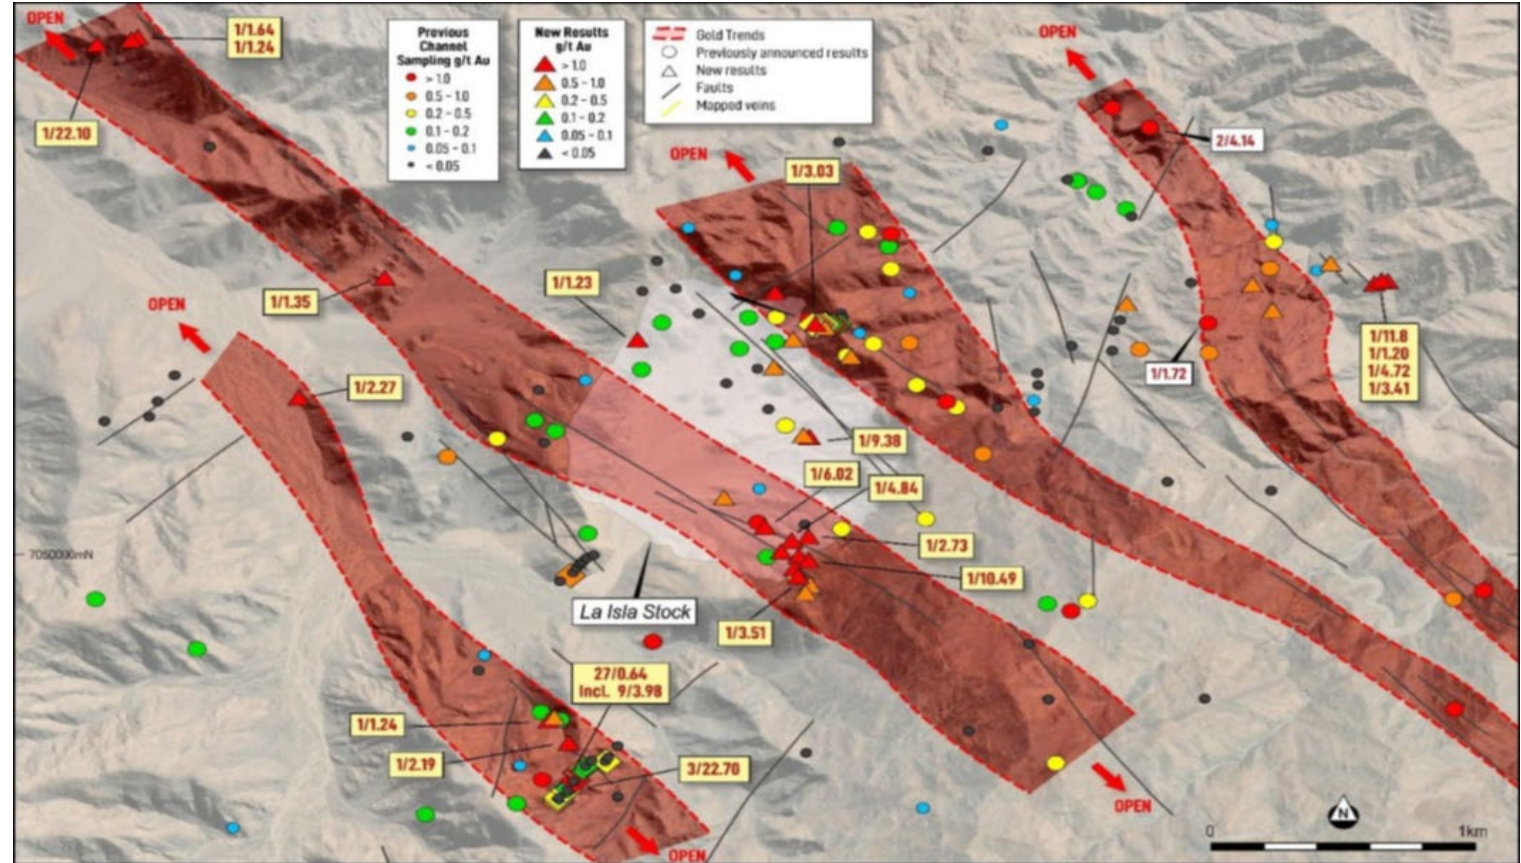 OPEN
1/1.64
1/1.24
1/22.10
Previous
Channel
Sampling g/t Au
> 1.0
0.5 - 1.0
0.2 - 0.5
0.1 - 0.2
0.05 - 0.1
< 0.05
New Results
g/t Au
> 1.0
0.5 - 1.0
0.2 - 0.5
0.1 - 0.2
0.05 - 0.1
< 0.05
Gold Trends
Previously announced results
New results
Faults
Mapped veins
OPEN
2/4.14
OPEN
1/3.03
1/1.23
1/1.35
OPEN
1/2.27
1/1.72
1/11.8
1/1.20
1/4.72
1/3.41
1/9.38
1/6.02
1/4.84
1/2.73
1/10.49
7050000mN
La Isla Stock
1/3.51
27/0.64
Incl. 9/3.98
1/1.24
1/2.19
3/22.70
OPEN
OPEN
N
0
1km